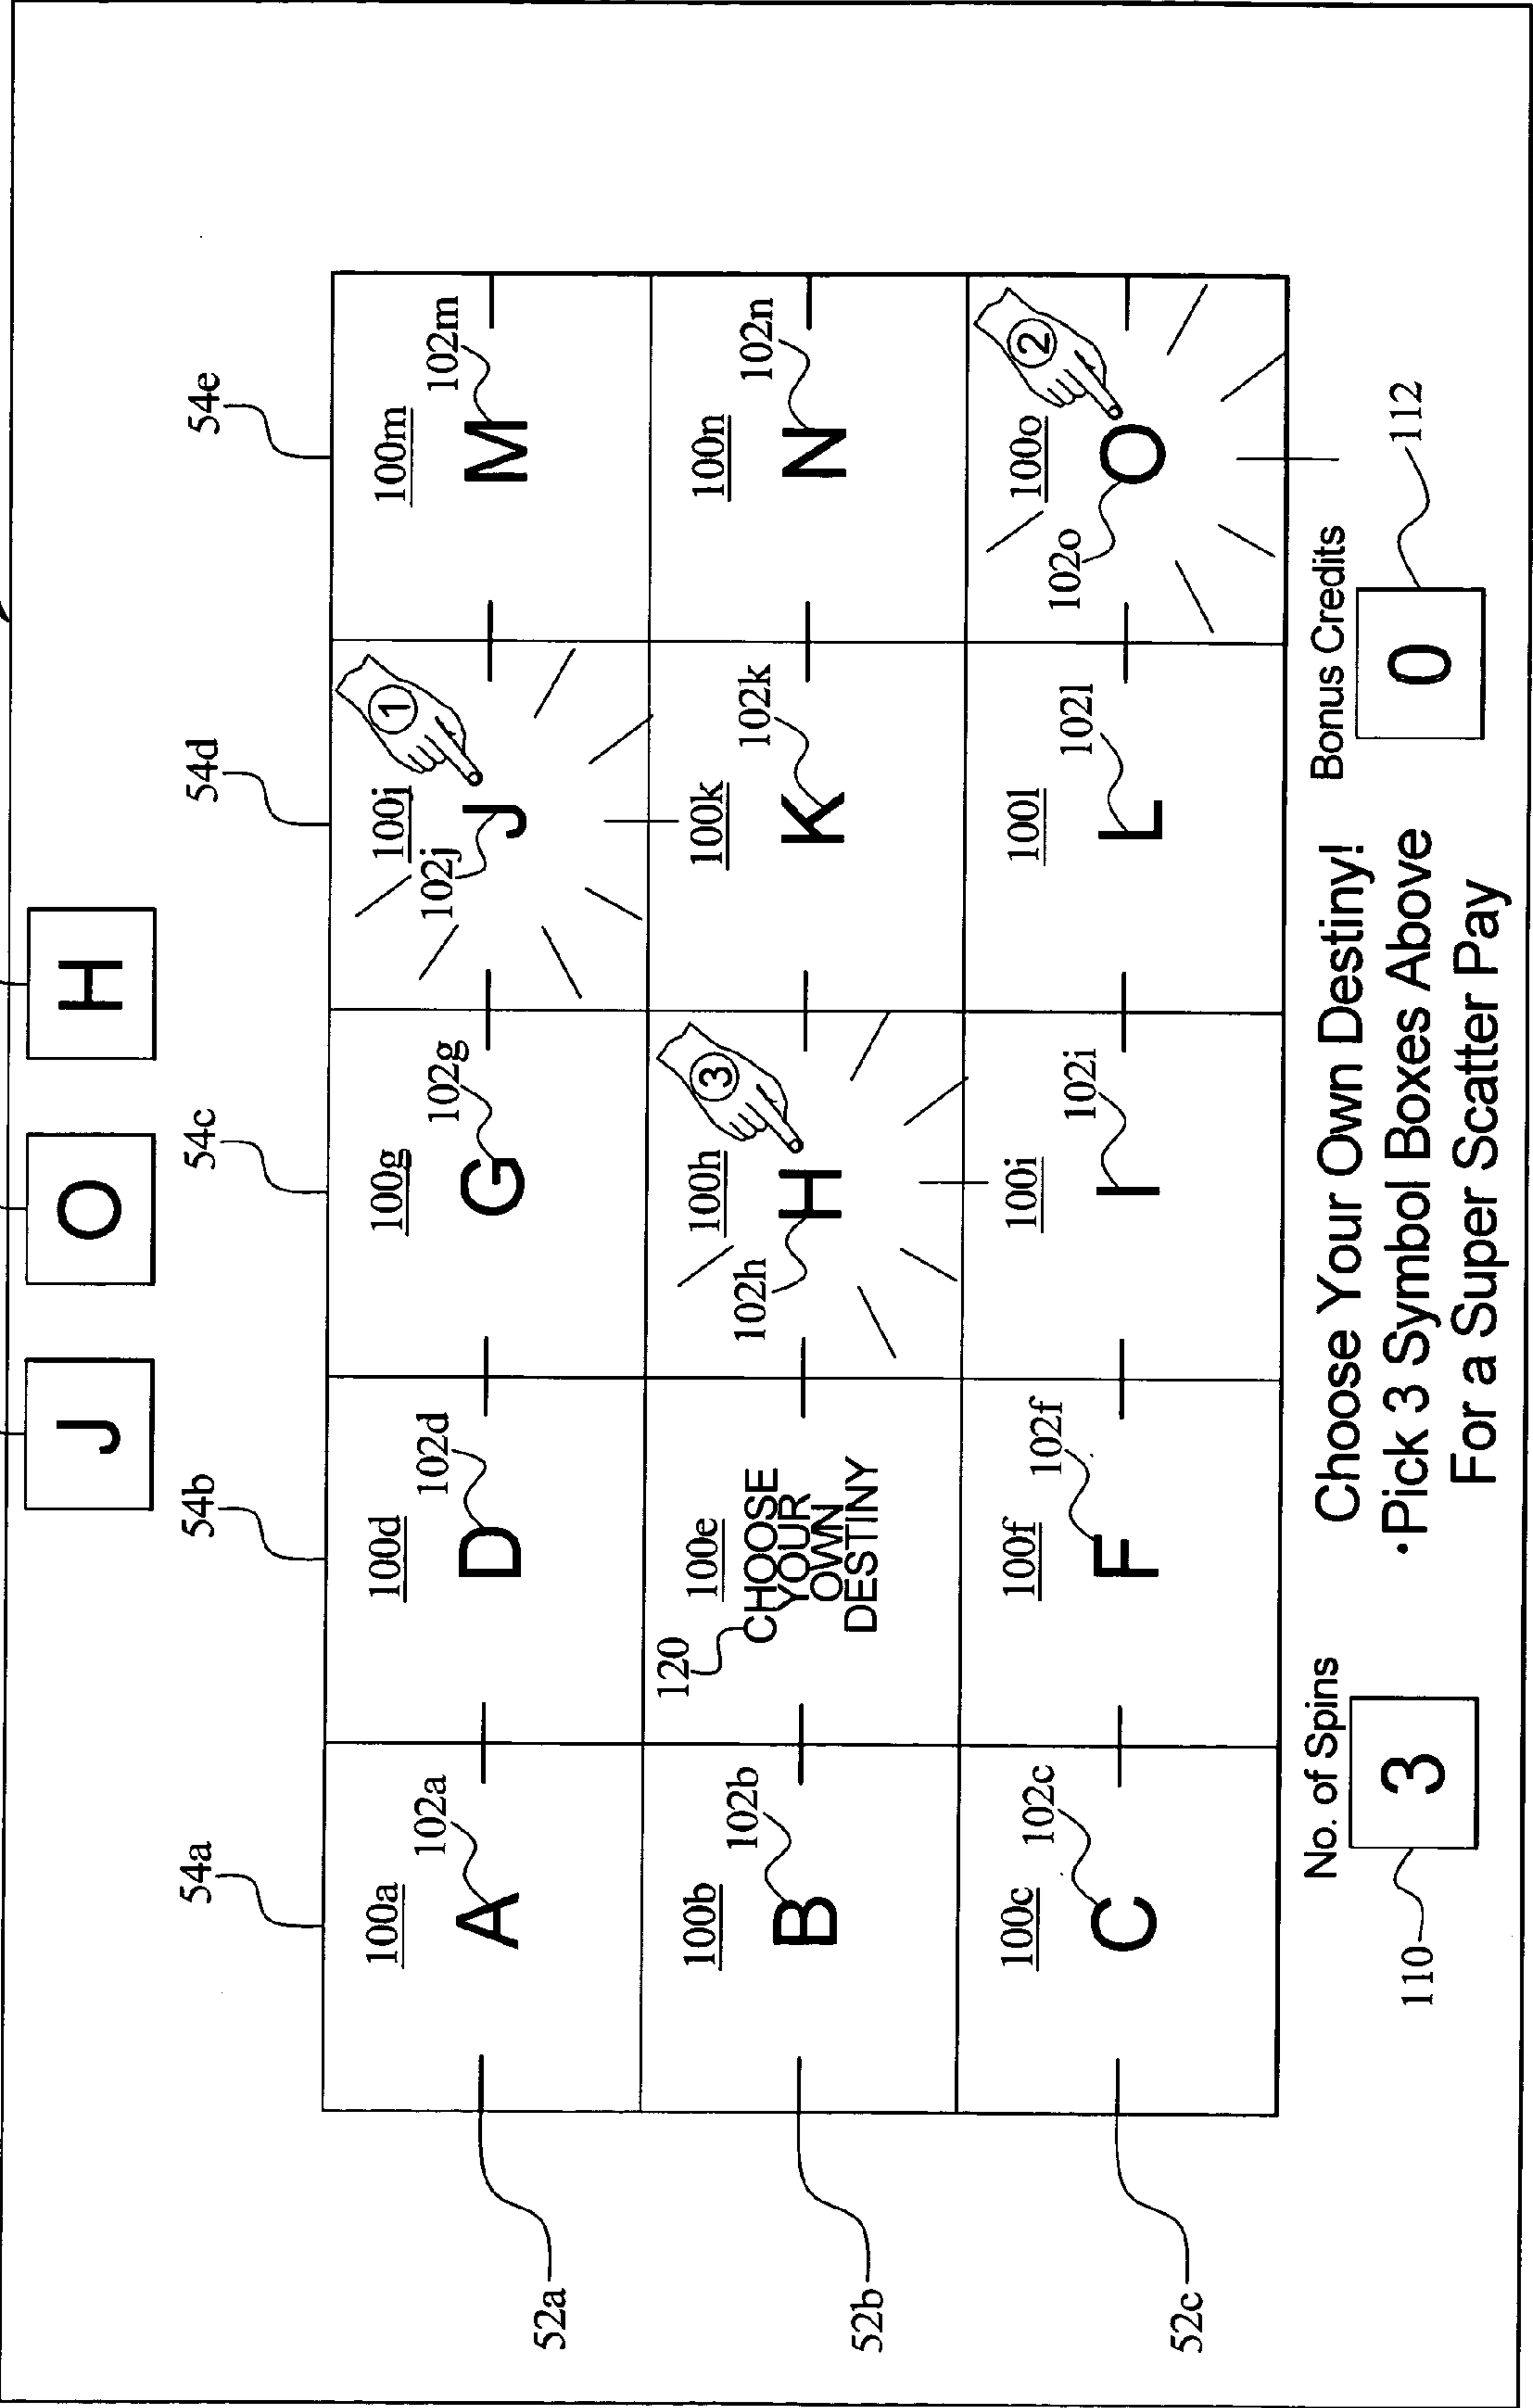 J O H
54a 54b 54c 54d 54e
100a 100d 100g 100j 100m
102a 102d 102g 102j 102m
A D G J M
1
52a
100b 100e 100h 100k 100n
120
102b 102h 102k 102n
B H K N
CHOOSE
YOUR
OWN
DESTINY
3
52b
100c 100f 100i 100l 100o
102c 102f 102i 102l 102o
C F I L O
2
52c
No. of Spins
3
110
Choose Your Own Destiny!
•Pick 3 Symbol Boxes Above
For a Super Scatter Pay
Bonus Credits
0
112